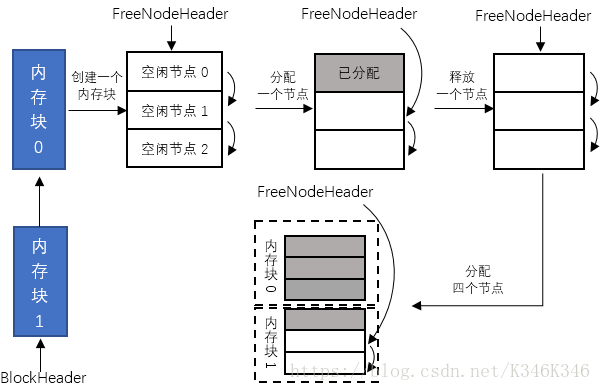 FreeNodeHeader
FreeNodeHeader
FreeNodeHeader
内存块0
创建一个
内存块
空闲节点 0
空闲节点 1
空闲节点 2
分配
一个节点
已分配
释放
一个节点
FreeNodeHeader
内存块0
内存块1
分配
四个节点
内存块1
BlockHeader
https://blog.csdn.net/K346K346